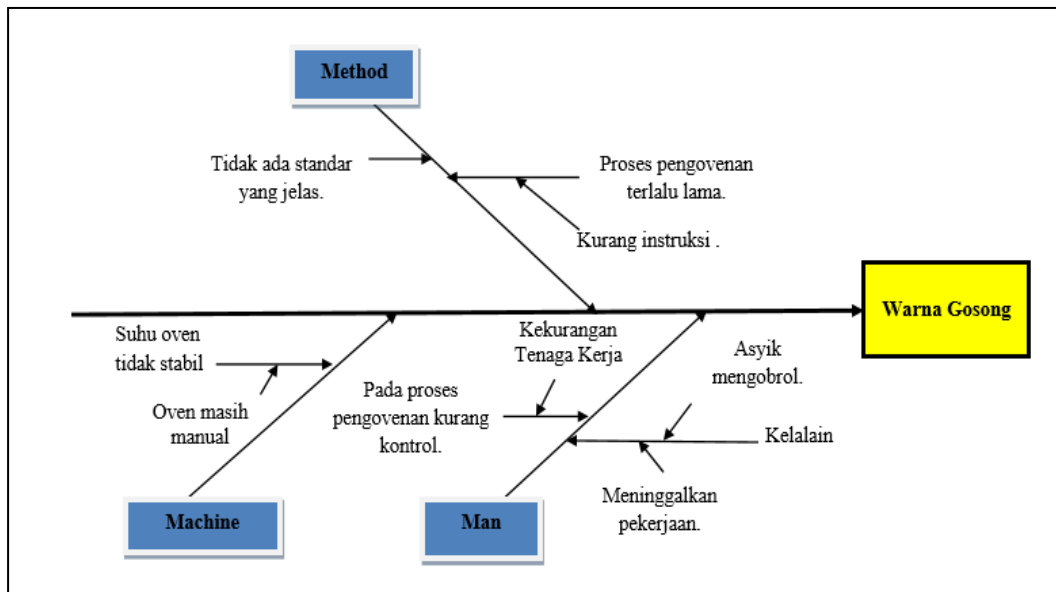 Method
Tidak ada standar
yang jelas.
Proses pengovenan
terlalu lama.
Kurang instruksi .
Warna Gosong
Suhu oven
tidak stabil
Oven masih
manual
Kekurangan
Tenaga Kerja
Pada proses
pengovenan kurang
kontrol.
Asyik
mengobrol.
Kelalain
Meninggalkan
pekerjaan.
Machine
Man